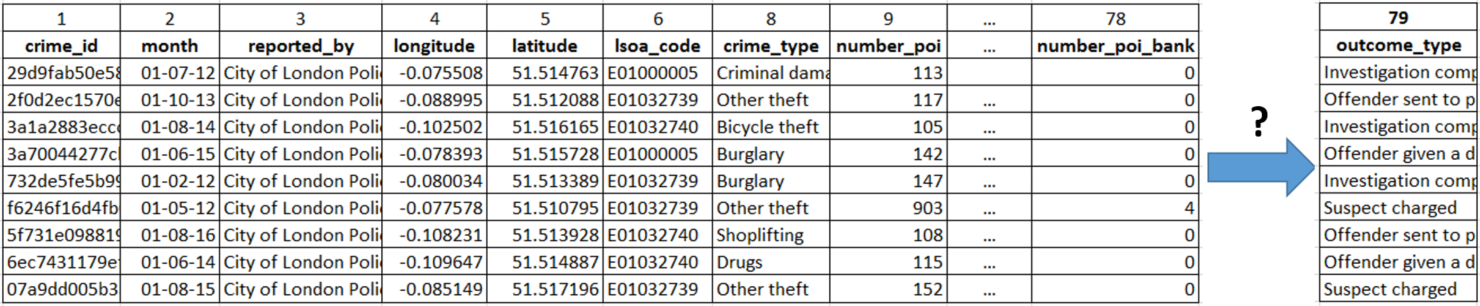 1 2 3 4 5 6 8 9 ... 78 79
crime_id month reported_by longitude latitude lsoa_code crime_type number_poi ... number_poi_bank outcome_type
29d9fab50e58 01-07-12 City of London Poli -0.075508 51.514763 E01000005 Criminal dama 113 0 Investigation comp
2f0d2ec1570e 01-10-13 City of London Poli -0.088995 51.512088 E01032739 Other theft 117 ... 0 Offender sent to p
3a1a2883eccc 01-08-14 City of London Poli -0.102502 51.516165 E01032740 Bicycle theft 105 ... 0 Investigation comp
?
3a70044277cl 01-06-15 City of London Poli -0.078393 51.515728 E01000005 Burglary 142 ... 0 Offender given a d
732de5fe5b99 01-02-12 City of London Poli -0.080034 51.513389 E01032739 Burglary 147 ... 0 Investigation comp
f6246f16d4fb 01-05-12 City of London Poli -0.077578 51.510795 E01032739 Other theft 903 ... 4 Suspect charged
5f731e098819 01-08-16 City of London Poli -0.108231 51.513928 E01032740 Shoplifting 108 ... 0 Offender sent to p
6ec7431179e 01-06-14 City of London Poli -0.109647 51.514887 E01032740 Drugs 115 ... 0 Offender given a d
07a9dd005b3 01-08-15 City of London Poli -0.085149 51.517196 E01032739 Other theft 152 ... 0 Suspect charged